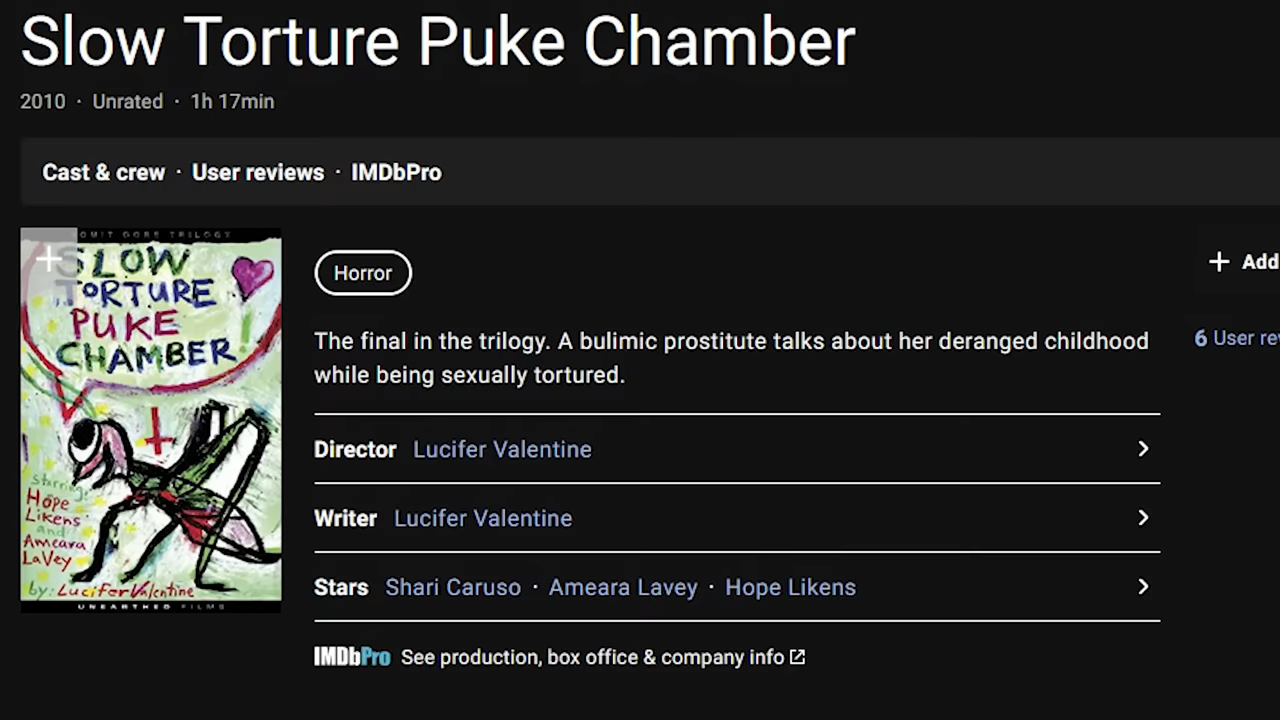 Slow Torture Puke Chamber
2010 · Unrated · 1h 17min
Cast & crew · User reviews · IMDbPro
VOMIT GORE TRILOGY
SLOW
TORTURE
PUKE
CHAMBER!
starring:
Hope
Likens
and
Ameara
LaVey
by: Lucifer Valentine
UNEARTHED FILMS
Horror
The final in the trilogy. A bulimic prostitute talks about her deranged childhood
while being sexually tortured.
Director Lucifer Valentine
Writer Lucifer Valentine
Stars Shari Caruso · Ameara Lavey · Hope Likens
IMDbPro See production, box office & company info
+ Add
6 User rev